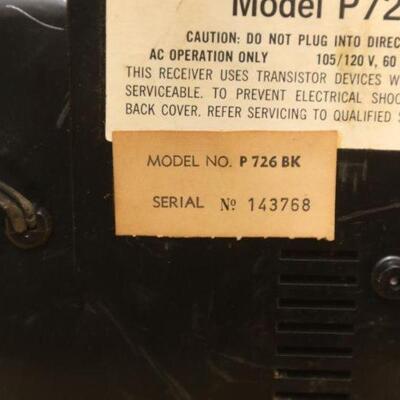 Model P72
CAUTION: DO NOT PLUG INTO DIREC
AC OPERATION ONLY 105/120 V, 60
THIS RECEIVER USES TRANSISTOR DEVICES W
SERVICEABLE. TO PREVENT ELECTRICAL SHOC
BACK COVER, REFER SERVICING TO QUALIFIED S
MODEL NO. P 726 BK
SERIAL № 143768